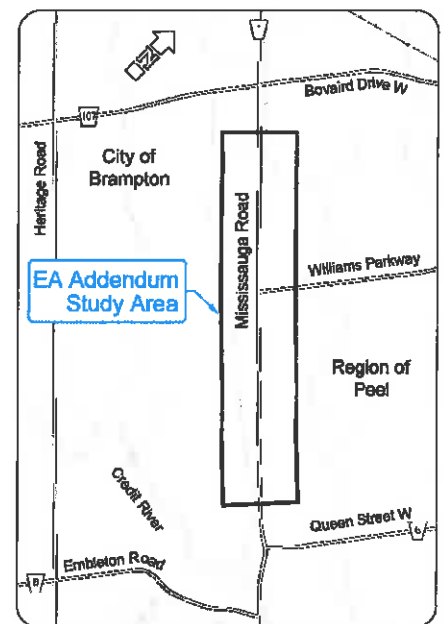 Bovaird Drive W
107
City of
Brampton
Heritage Road
Mississauga Road
Williams Parkway
EA Addendum
Study Area
Region of
Peel
Credit River
Queen Street W
6
Embleton Road